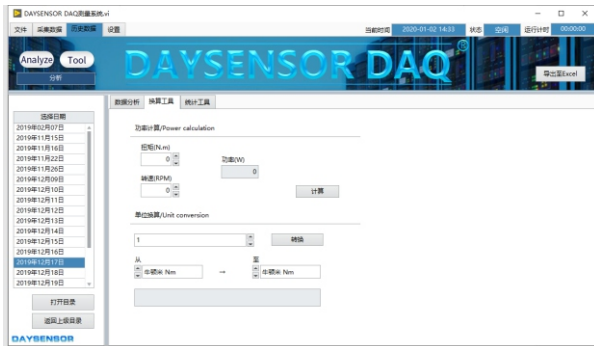 DAYSENSOR DAQ测量系统.vi
文件 采集数据 历史数据 设置
当前时间 2020-01-02 14:33 状态 空闲 运行计时 00:00:00
DAYSENSOR DAQ
Analyze Tool
分析
导出至Excel
数据分析 换算工具 统计工具
选择日期
2019年02月07日
2019年11月15日
2019年11月16日
2019年11月22日
2019年11月26日
2019年12月09日
2019年12月10日
2019年12月11日
2019年12月12日
2019年12月13日
2019年12月14日
2019年12月15日
2019年12月16日
2019年12月17日
2019年12月18日
2019年12月19日
打开目录
返回上级目录
DAYSENSOR
功率计算/Power calculation
扭矩(N.m)
0
功率(W)
0
转速(RPM)
0
计算
单位换算/Unit conversion
1
转换
从 至
牛顿米 Nm → 牛顿米 Nm